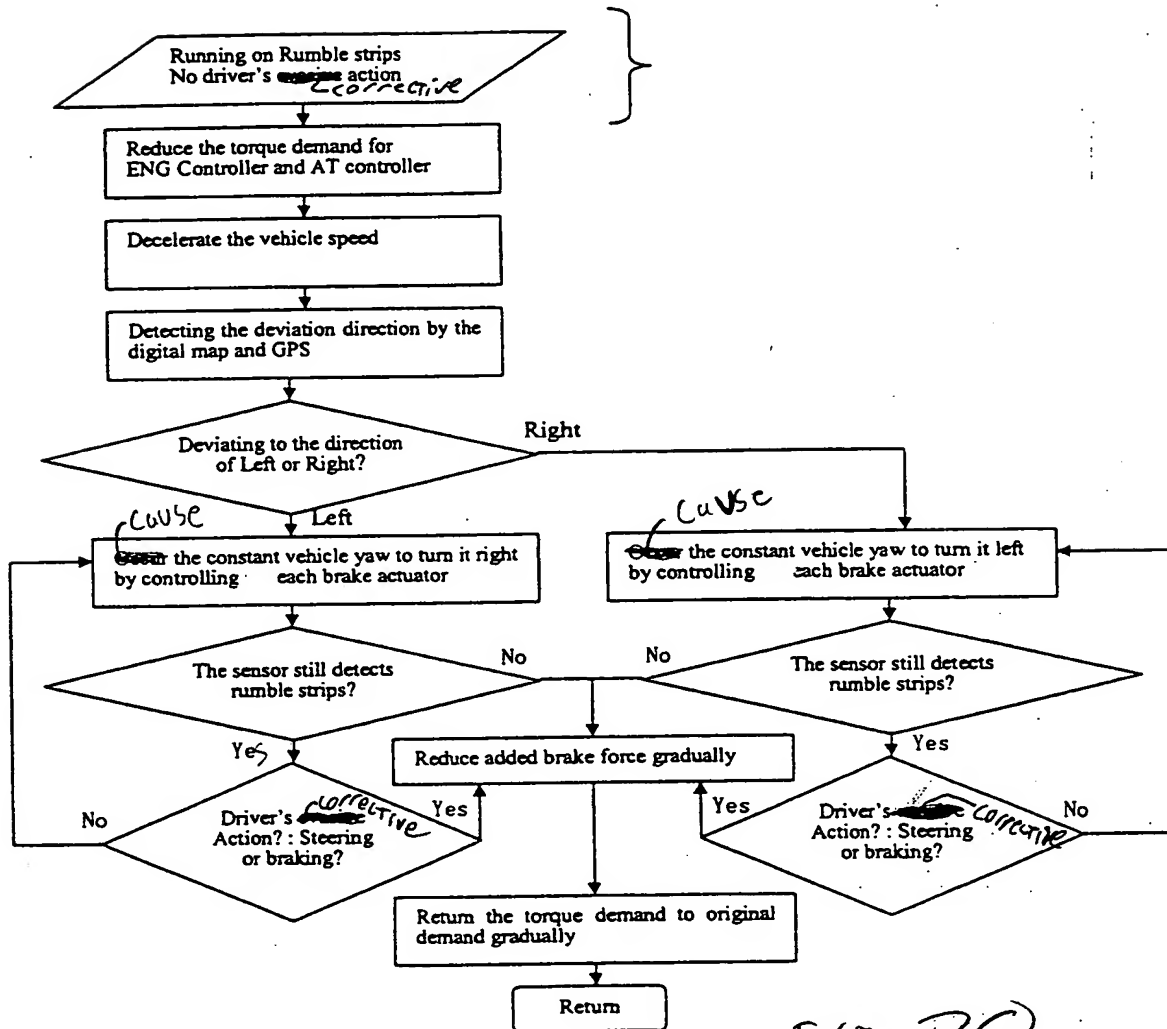 Running on Rumble strips
No driver's action
corrective
Reduce the torque demand for
ENG Controller and AT controller
Decelerate the vehicle speed
Detecting the deviation direction by the
digital map and GPS
Deviating to the direction
of Left or Right?
Right
Left
cause
the constant vehicle yaw to turn it right
by controlling each brake actuator
cause
the constant vehicle yaw to turn it left
by controlling each brake actuator
The sensor still detects
rumble strips?
No
No
The sensor still detects
rumble strips?
Yes
Yes
Reduce added brake force gradually
No
Driver's corrective
Action? : Steering
or braking?
Yes
Yes
Driver's corrective
Action? : Steering
or braking?
No
Return the torque demand to original
demand gradually
Return